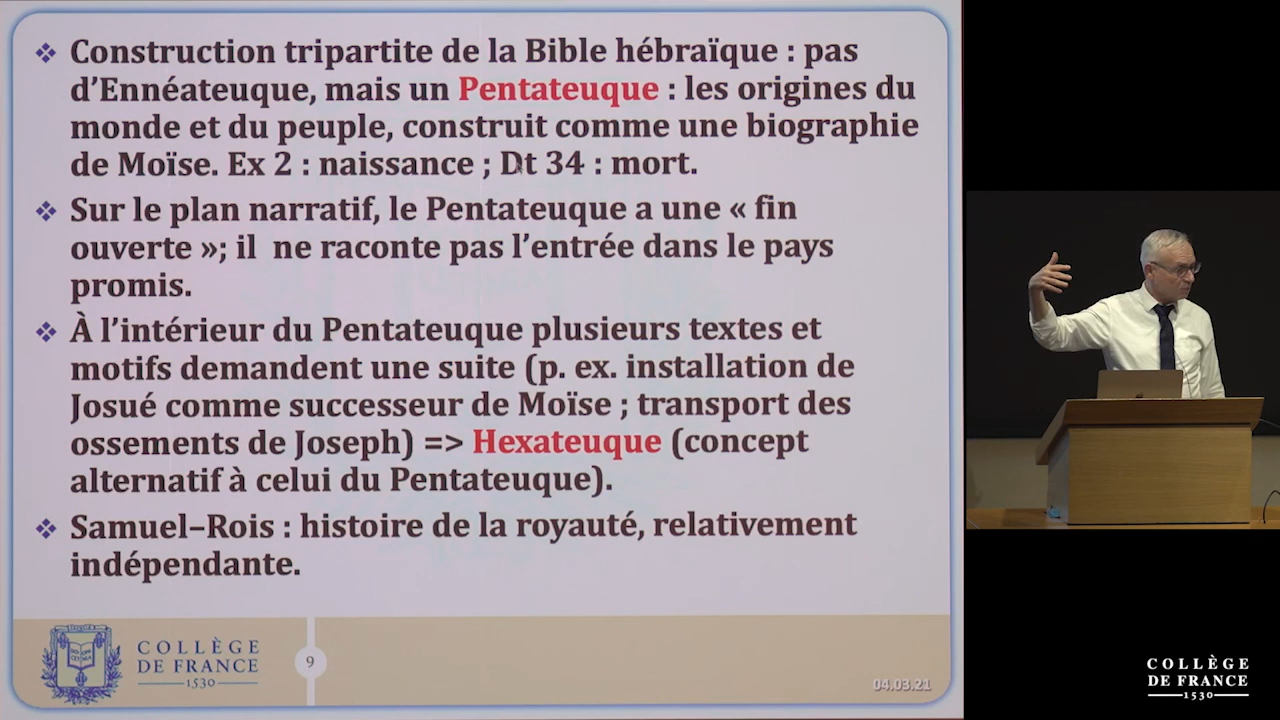 Construction tripartite de la Bible hébraïque : pas
d’Ennéateuque, mais un Pentateuque : les origines du
monde et du peuple, construit comme une biographie
de Moïse. Ex 2 : naissance ; Dt 34 : mort.
Sur le plan narratif, le Pentateuque a une « fin
ouverte »; il ne raconte pas l’entrée dans le pays
promis.
À l’intérieur du Pentateuque plusieurs textes et
motifs demandent une suite (p. ex. installation de
Josué comme successeur de Moïse ; transport des
ossements de Joseph) => Hexateuque (concept
alternatif à celui du Pentateuque).
Samuel–Rois : histoire de la royauté, relativement
indépendante.
COLLÈGE
DE FRANCE
1530
9
04.03.21
COLLÈGE
DE FRANCE
1530